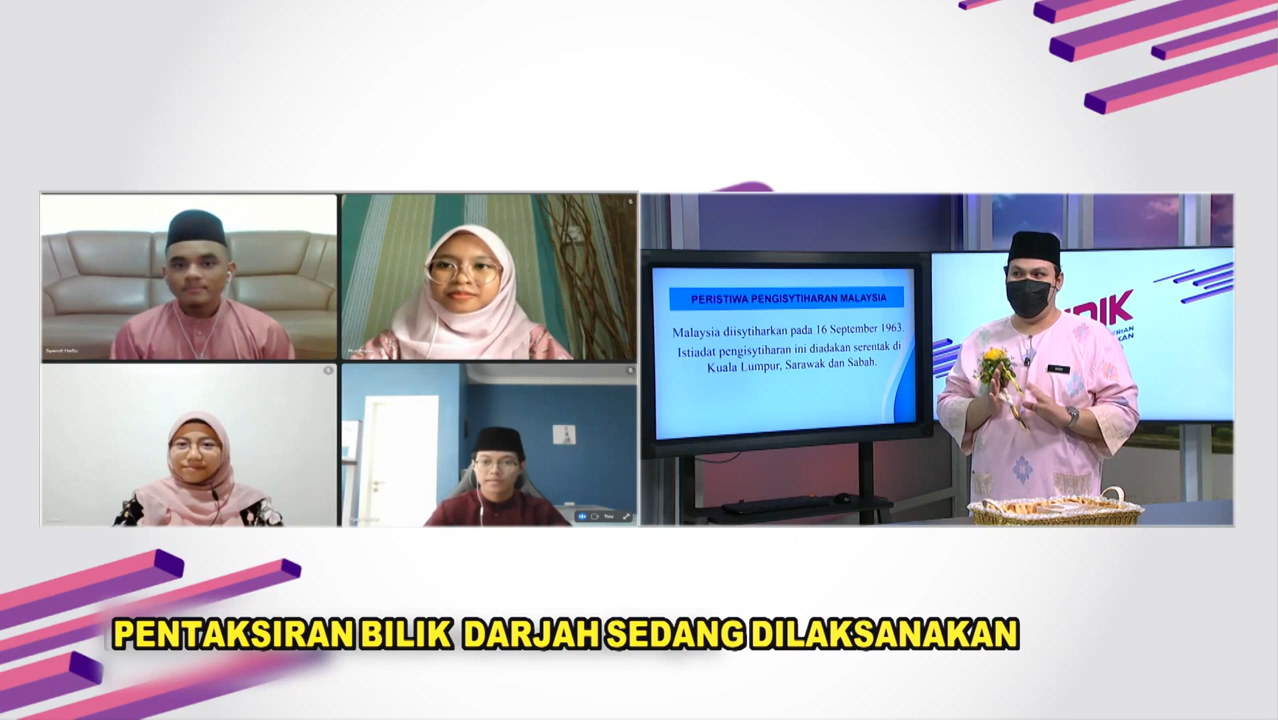 PERISTIWA PENGISYTIHARAN MALAYSIA
Malaysia diisytiharkan pada 16 September 1963.
Istiadat pengisytiharan ini diadakan serentak di
Kuala Lumpur, Sarawak dan Sabah.
PENTAKSIRAN BILIK DARJAH SEDANG DILAKSANAKAN